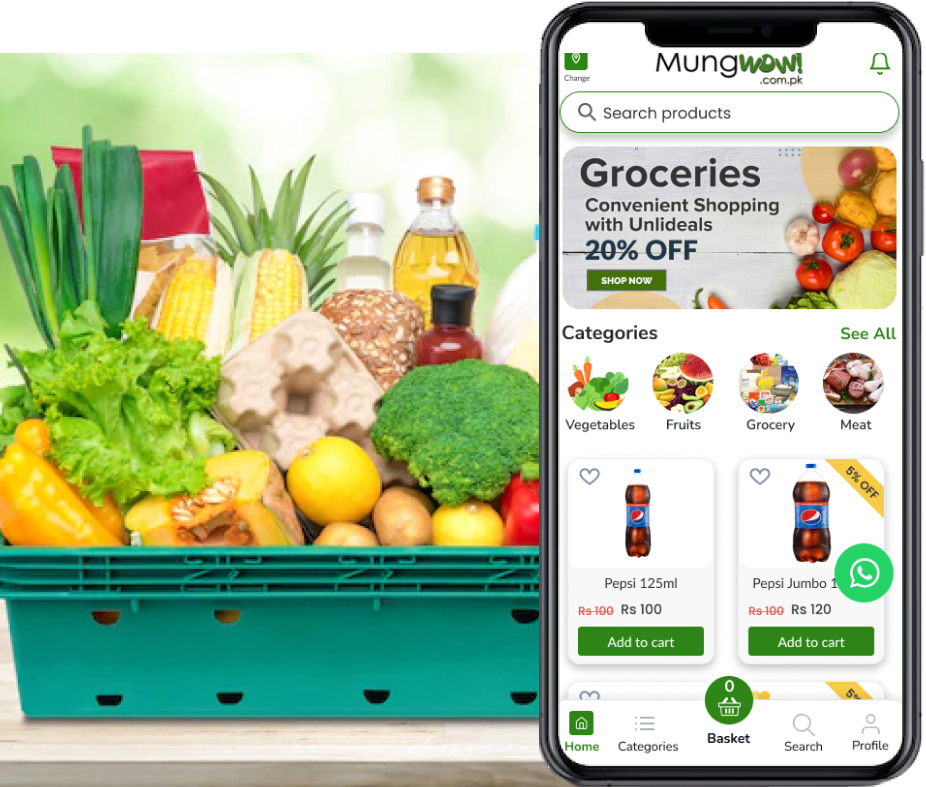 Change
Mungwow!
.com.pk
Search products
Groceries
Convenient Shopping
with Unlideals
20% OFF
SHOP NOW
Categories
See All
Vegetables
Fruits
Grocery
Meat
5% OFF
Pepsi 125ml
Pepsi Jumbo 1
Rs 100 Rs 100
Rs 100 Rs 120
Add to cart
Add to cart
5%
0
Home
Categories
Basket
Search
Profile